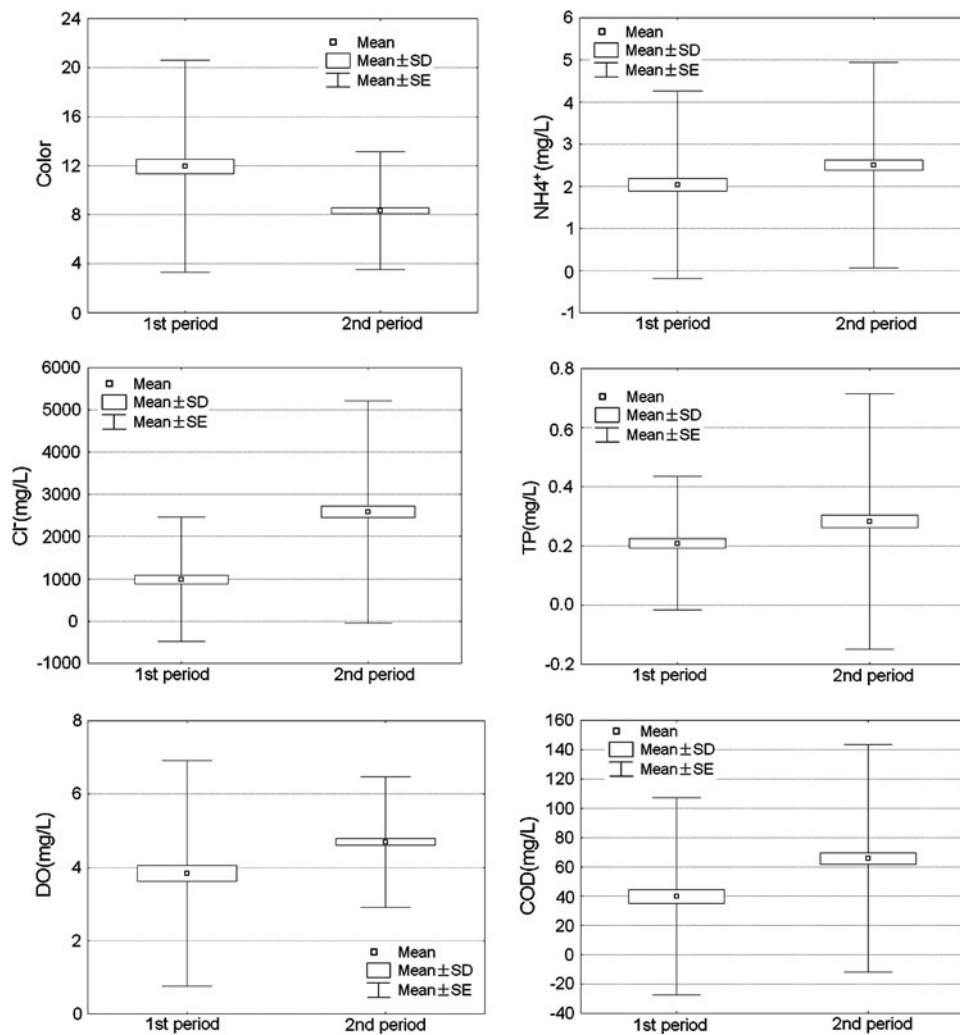 24
20
16
12
8
4
0
Color
Mean
Mean±SD
Mean±SE
1st period
2nd period
6
5
4
3
2
1
0
-1
NH4+(mg/L)
Mean
Mean±SD
Mean±SE
1st period
2nd period
6000
5000
4000
3000
2000
1000
0
-1000
Cl-(mg/L)
Mean
Mean±SD
Mean±SE
1st period
2nd period
0.8
0.6
0.4
0.2
0.0
-0.2
TP(mg/L)
Mean
Mean±SD
Mean±SE
1st period
2nd period
8
6
4
2
0
DO(mg/L)
Mean
Mean±SD
Mean±SE
1st period
2nd period
160
140
120
100
80
60
40
20
0
-20
-40
COD(mg/L)
Mean
Mean±SD
Mean±SE
1st period
2nd period